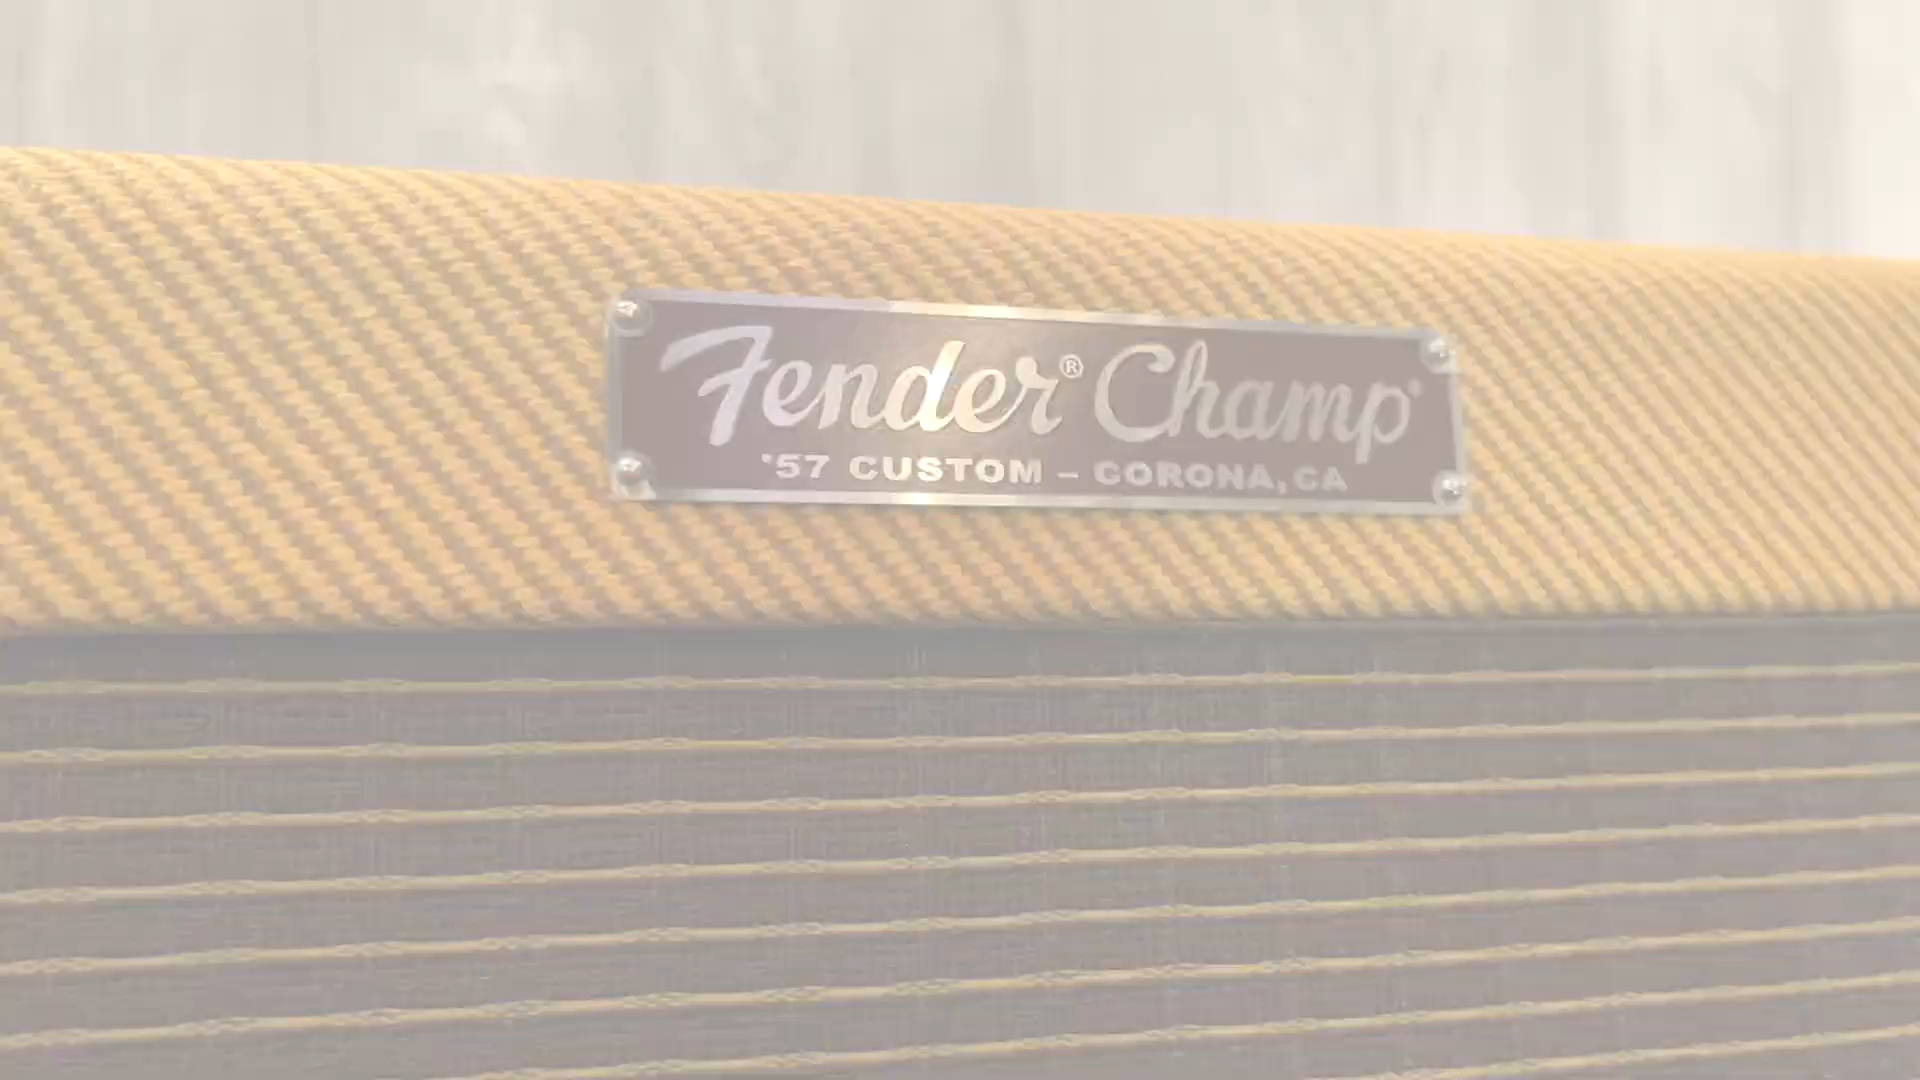 Fender® Champ
'57 CUSTOM – CORONA, CA